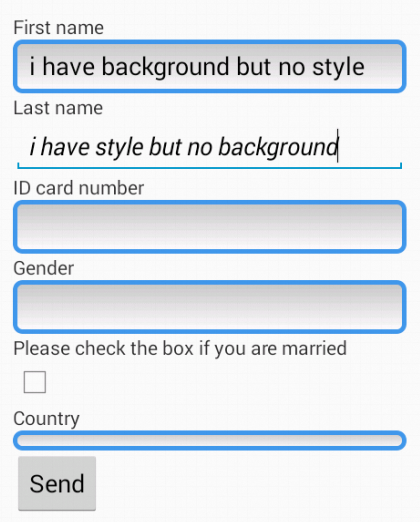 First name
i have background but no style
Last name
i have style but no background
ID card number
Gender
Please check the box if you are married
Country
Send